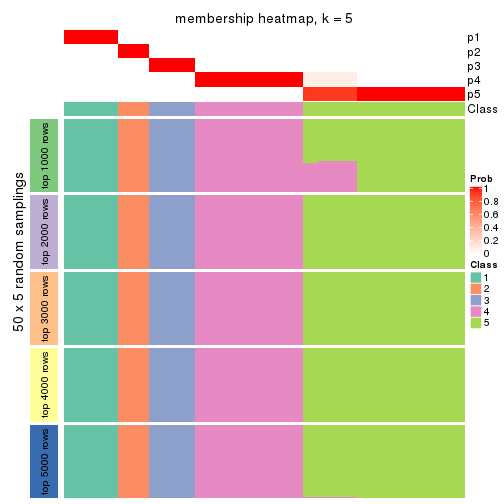 membership heatmap, k = 5
p1
p2
p3
p4
p5
Class
50 x 5 random samplings
top 1000 rows
top 2000 rows
top 3000 rows
top 4000 rows
top 5000 rows
Prob
1
0.8
0.6
0.4
0.2
0
Class
1
2
3
4
5